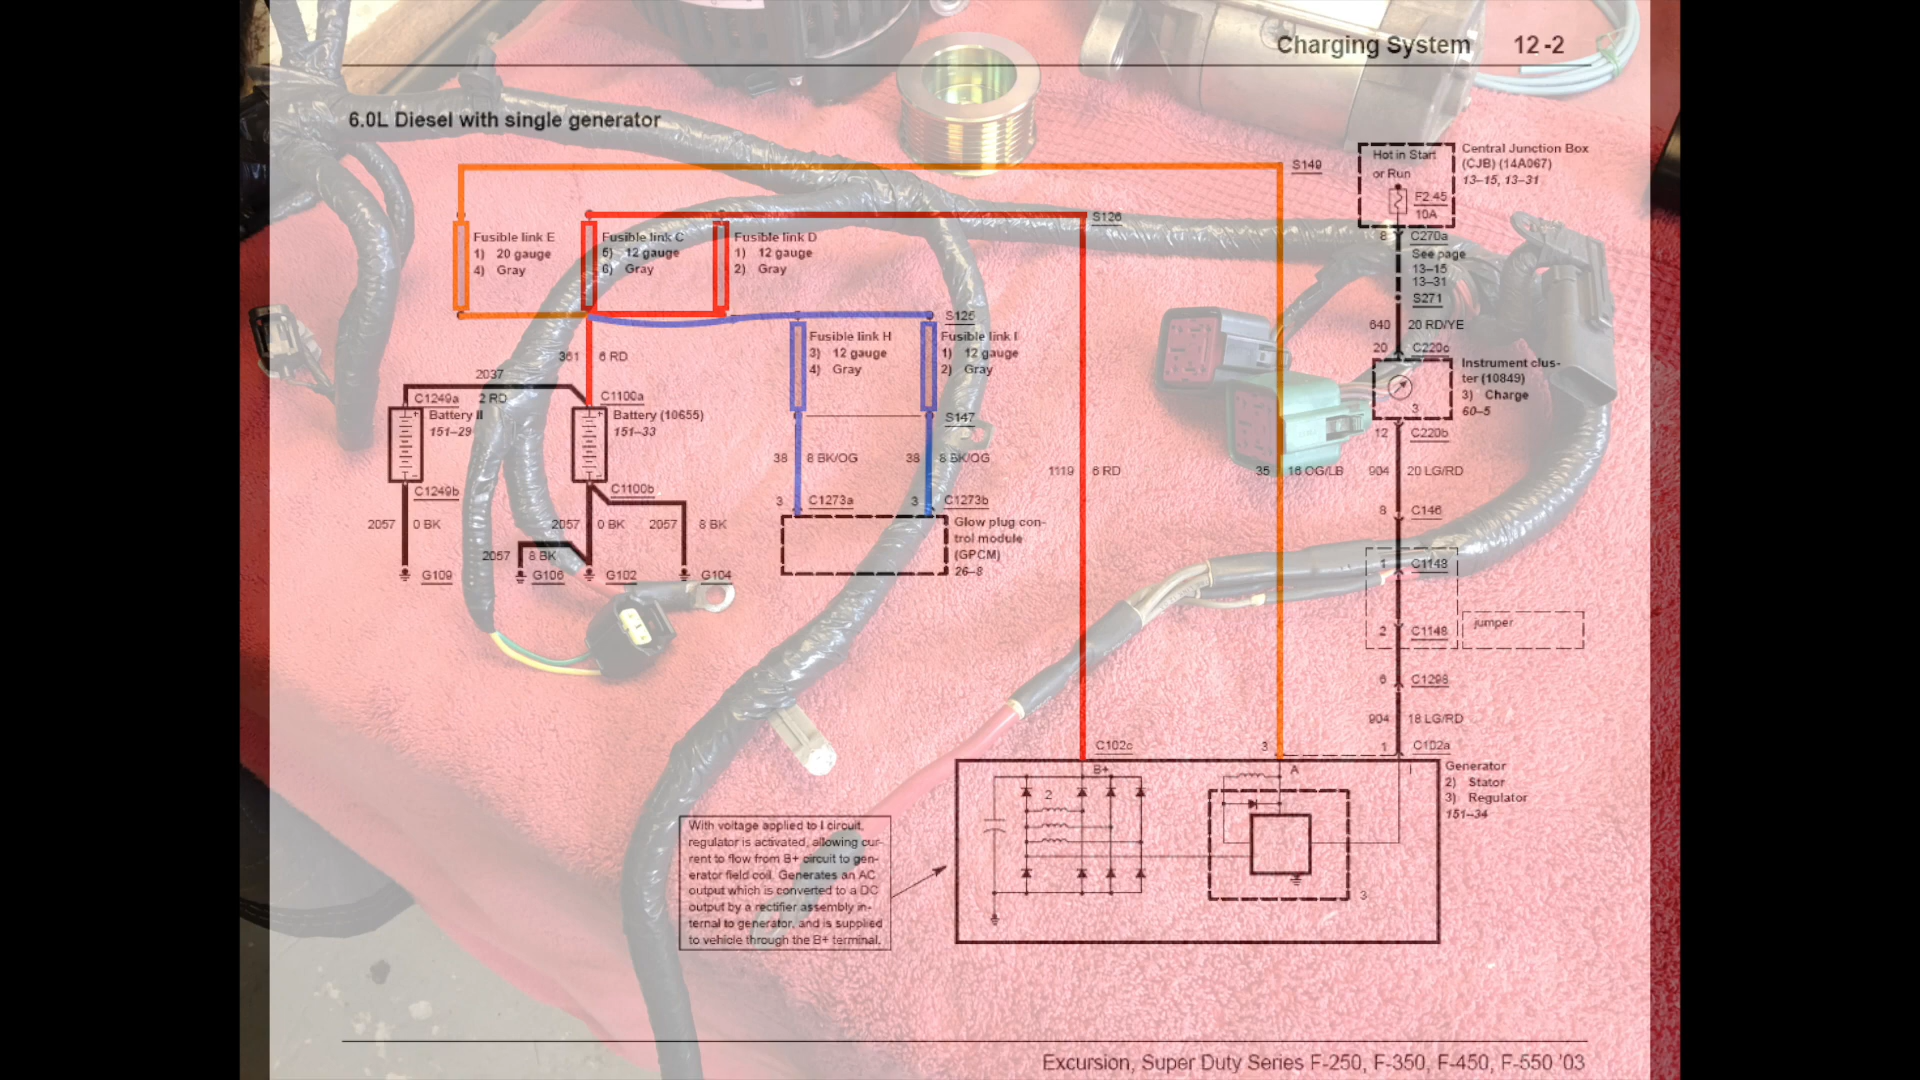 Charging System 12-2
6.0L Diesel with single generator
S149
Hot in Start
or Run
F2.45
10A
Central Junction Box
(CJB) (14A067)
13–15, 13–31
8 C270a
See page
13–15
13–31
S271
S126
Fusible link E
1) 20 gauge
4) Gray
Fusible link C
5) 12 gauge
6) Gray
Fusible link D
1) 12 gauge
2) Gray
S125
Fusible link H
3) 12 gauge
4) Gray
Fusible link I
1) 12 gauge
2) Gray
640 20 RD/YE
20 C220c
Instrument clus-
ter (10849)
3) Charge
60–5
3
12 C220b
361 6 RD
2037
2 RD
C1249a
Battery II
151–29
C1100a
Battery (10655)
151–33
S147
38 8 BK/OG
38 8 BK/OG
1119 6 RD
35 16 OG/LB
904 20 LG/RD
C1249b
C1100b
3 C1273a
3 C1273b
8 C146
2057 0 BK
2057 0 BK
2057 8 BK
2057 8 BK
Glow plug con-
trol module
(GPCM)
26–8
G109
G106
G102
G104
1 C1148
2 C1148
jumper
6 C1298
904 18 LG/RD
C102c
3
1 C102a
B+
A
I
2
3
Generator
2) Stator
3) Regulator
151–34
With voltage applied to I circuit,
regulator is activated, allowing cur-
rent to flow from B+ circuit to gen-
erator field coil. Generates an AC
output which is converted to a DC
output by a rectifier assembly in-
ternal to generator, and is supplied
to vehicle through the B+ terminal.
Excursion, Super Duty Series F-250, F-350, F-450, F-550 '03